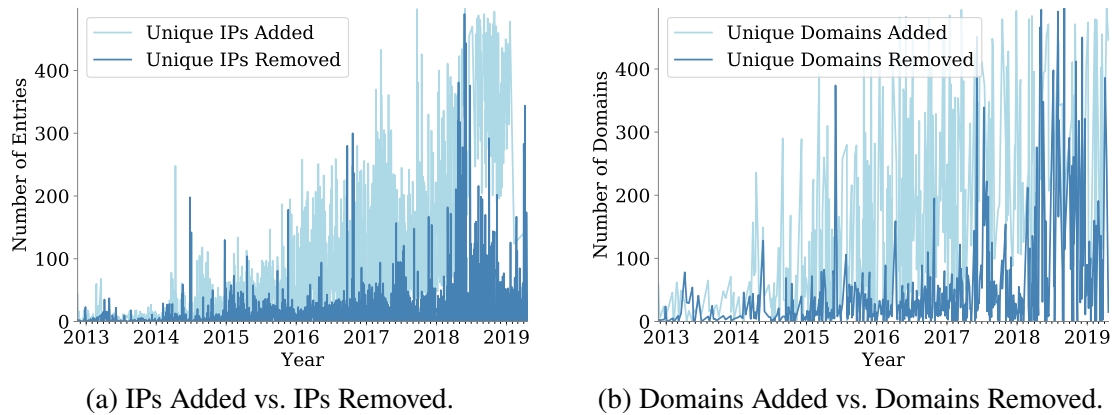 Unique IPs Added
Unique IPs Removed
400
300
200
100
0
Number of Entries
2013 2014 2015 2016 2017 2018 2019
Year
(a) IPs Added vs. IPs Removed.
Unique Domains Added
Unique Domains Removed
400
300
200
100
0
Number of Domains
2013 2014 2015 2016 2017 2018 2019
Year
(b) Domains Added vs. Domains Removed.